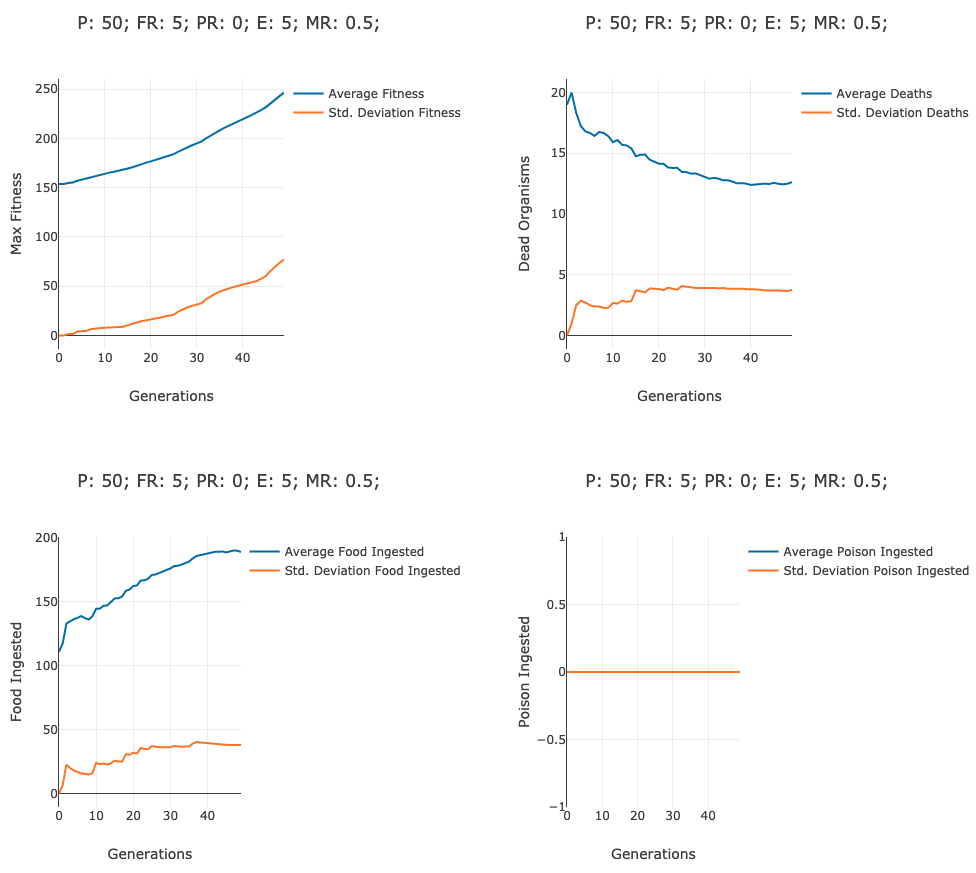 P: 50; FR: 5; PR: 0; E: 5; MR: 0.5;
Max Fitness
250
200
150
100
50
0
0 10 20 30 40
Generations
Average Fitness
Std. Deviation Fitness
P: 50; FR: 5; PR: 0; E: 5; MR: 0.5;
Dead Organisms
20
15
10
5
0
0 10 20 30 40
Generations
Average Deaths
Std. Deviation Deaths
P: 50; FR: 5; PR: 0; E: 5; MR: 0.5;
Food Ingested
200
150
100
50
0
0 10 20 30 40
Generations
Average Food Ingested
Std. Deviation Food Ingested
P: 50; FR: 5; PR: 0; E: 5; MR: 0.5;
Poison Ingested
1
0.5
0
−0.5
−1
0 10 20 30 40
Generations
Average Poison Ingested
Std. Deviation Poison Ingested